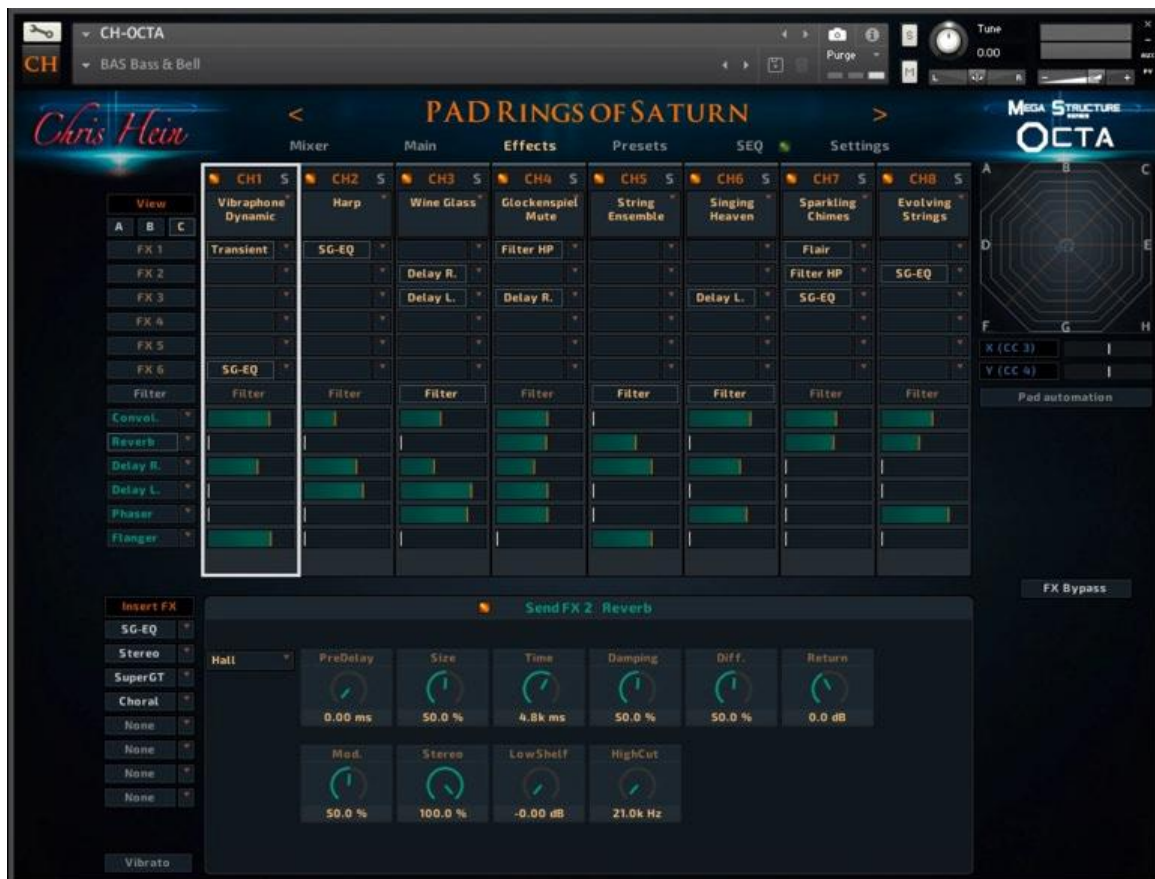 CH-OCTA
Purge
S
Tune
0.00
AUX
PV
CH
BAS Bass & Bell
M
L
R
Chris Hein
< PAD RINGS OF SATURN >
MEGA STRUCTURE
SERIES
OCTA
Mixer Main Effects Presets SEQ Settings
CH1 S CH2 S CH3 S CH4 S CH5 S CH6 S CH7 S CH8 S
A B C
View
Vibraphone Dynamic
Harp
Wine Glass
Glockenspiel Mute
String Ensemble
Singing Heaven
Sparkling Chimes
Evolving Strings
A B C
FX 1 Transient SG-EQ Filter HP Flair
D E
FX 2 Delay R. Filter HP SG-EQ
FX 3 Delay L. Delay R. Delay L. SG-EQ
FX 4
F G H
FX 5
X (CC 3)
FX 6 SG-EQ
Y (CC 4)
Filter Filter Filter Filter Filter Filter Filter Filter Filter
Pad automation
Convol.
Reverb
Delay R.
Delay L.
Phaser
Flanger
FX Bypass
Insert FX
Send FX 2 Reverb
SG-EQ
Stereo
SuperGT
Choral
None
None
None
None
Hall
PreDelay Size Time Damping Diff. Return
0.00 ms 50.0 % 4.8k ms 50.0 % 50.0 % 0.0 dB
Mod. Stereo LowShelf HighCut
50.0 % 100.0 % -0.00 dB 21.0k Hz
Vibrato